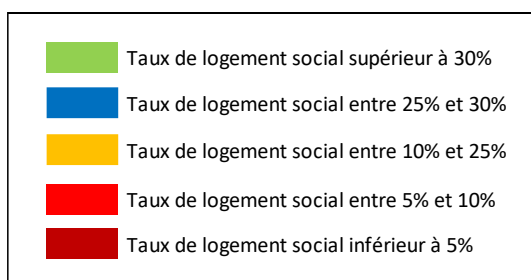 Taux de logement social supérieur à 30%
Taux de logement social entre 25% et 30%
Taux de logement social entre 10% et 25%
Taux de logement social entre 5% et 10%
Taux de logement social inférieur à 5%